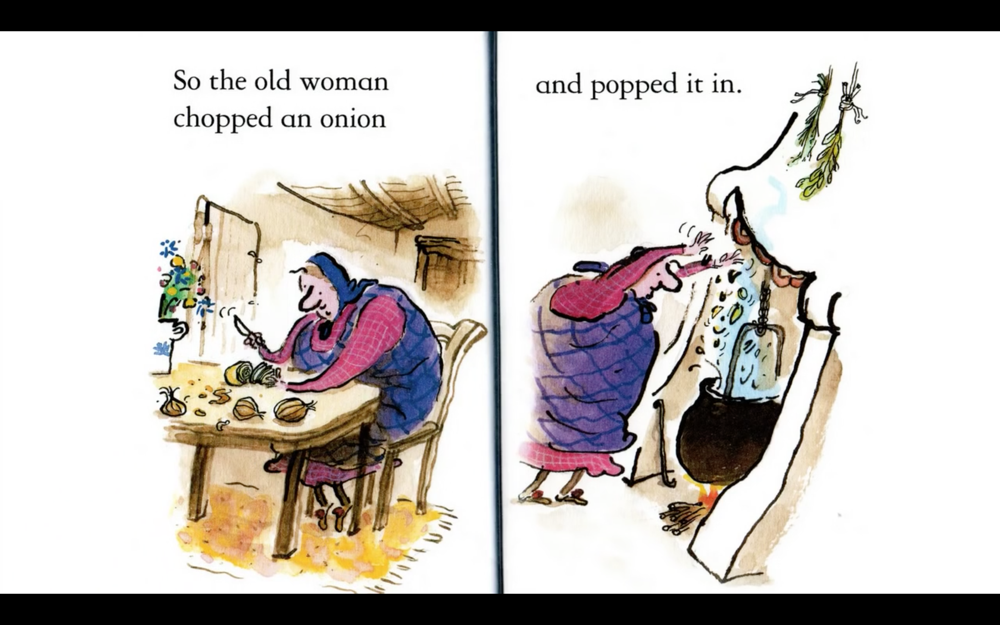 So the old woman
chopped an onion
and popped it in.